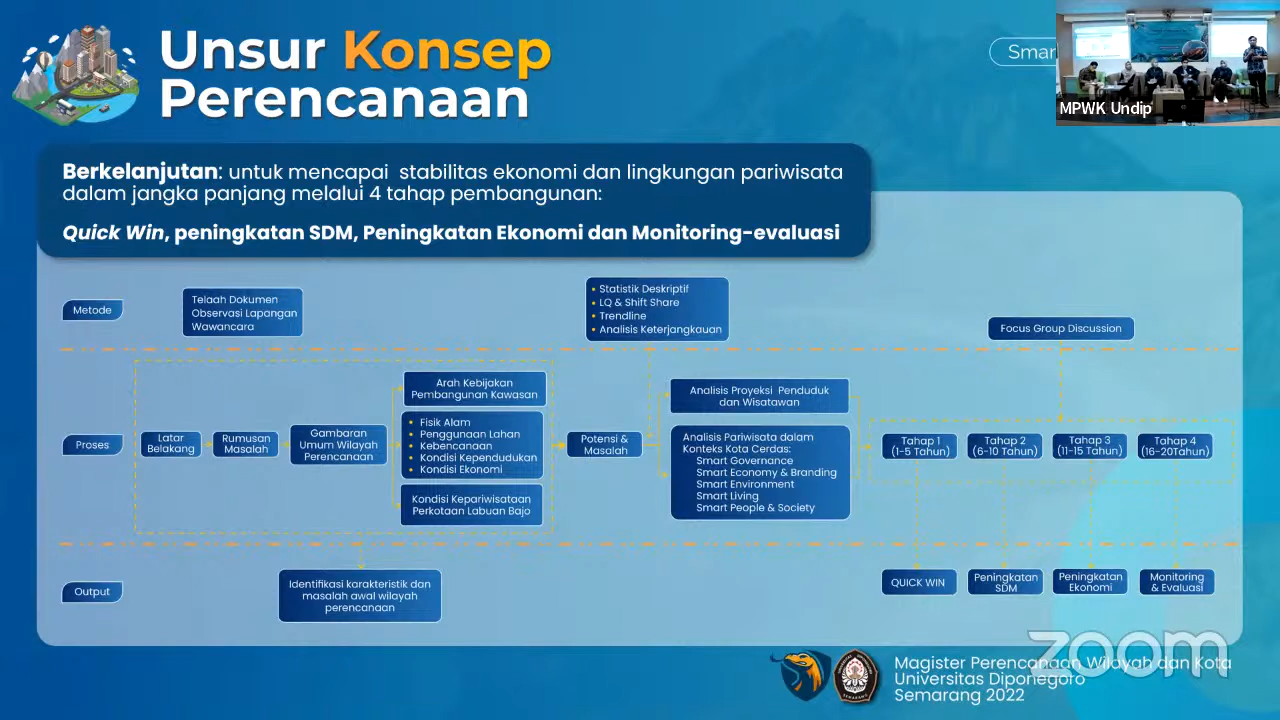 Unsur Konsep
Perencanaan
Smar
MPWK Undip
Berkelanjutan: untuk mencapai stabilitas ekonomi dan lingkungan pariwisata
dalam jangka panjang melalui 4 tahap pembangunan:
Quick Win, peningkatan SDM, Peningkatan Ekonomi dan Monitoring-evaluasi
Metode
Telaah Dokumen
Observasi Lapangan
Wawancara
• Statistik Deskriptif
• LQ & Shift Share
• Trendline
• Analisis Keterjangkauan
Focus Group Discussion
Proses
Latar
Belakang
Rumusan
Masalah
Gambaran
Umum Wilayah
Perencanaan
Arah Kebijakan
Pembangunan Kawasan
• Fisik Alam
• Penggunaan Lahan
• Kebencanaan
• Kondisi Kependudukan
• Kondisi Ekonomi
Kondisi Kepariwisataan
Perkotaan Labuan Bajo
Potensi &
Masalah
Analisis Proyeksi Penduduk
dan Wisatawan
Analisis Pariwisata dalam
Konteks Kota Cerdas:
Smart Governance
Smart Economy & Branding
Smart Environment
Smart Living
Smart People & Society
Tahap 1
(1-5 Tahun)
Tahap 2
(6-10 Tahun)
Tahap 3
(11-15 Tahun)
Tahap 4
(16-20Tahun)
Output
Identifikasi karakteristik dan
masalah awal wilayah
perencanaan
QUICK WIN
Peningkatan
SDM
Peningkatan
Ekonomi
Monitoring
& Evaluasi
zoom
Magister Perencanaan Wilayah dan Kota
Universitas Diponegoro
Semarang 2022